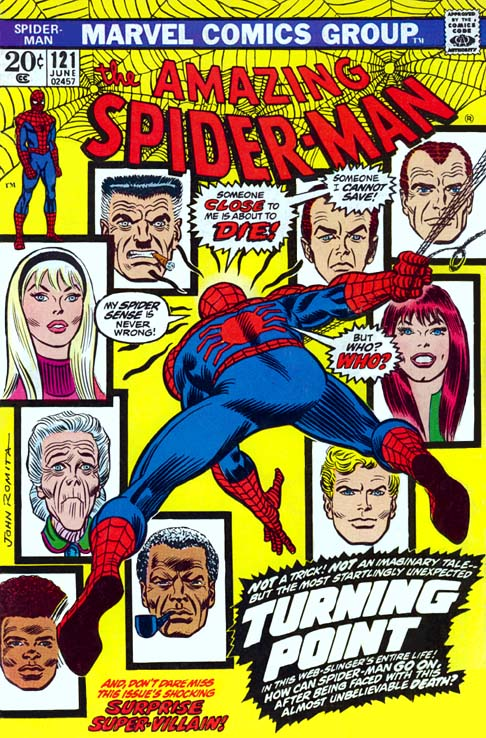 SPIDER-
MAN
MARVEL COMICS GROUP
TM
APPROVED
BY THE
COMICS
CODE
AUTHORITY
20¢
CC
121
JUNE
02457
the AMAZING
SPIDER-MAN
®
TM
SOMEONE
CLOSE TO
ME IS ABOUT TO
DIE!
SOMEONE
I CANNOT
SAVE!
MY SPIDER
SENSE IS
NEVER
WRONG!
BUT
WHO?
WHO?
JOHN ROMITA
NOT A TRICK! NOT AN IMAGINARY TALE--
BUT THE MOST STARTLINGLY UNEXPECTED
TURNING
POINT
IN THIS WEB-SLINGER'S ENTIRE LIFE!
HOW CAN SPIDER-MAN GO ON,
AFTER BEING FACED WITH THIS
ALMOST UNBELIEVABLE DEATH?
AND, DON'T DARE MISS
THIS ISSUE'S SHOCKING
SURPRISE
SUPER-VILLAIN!